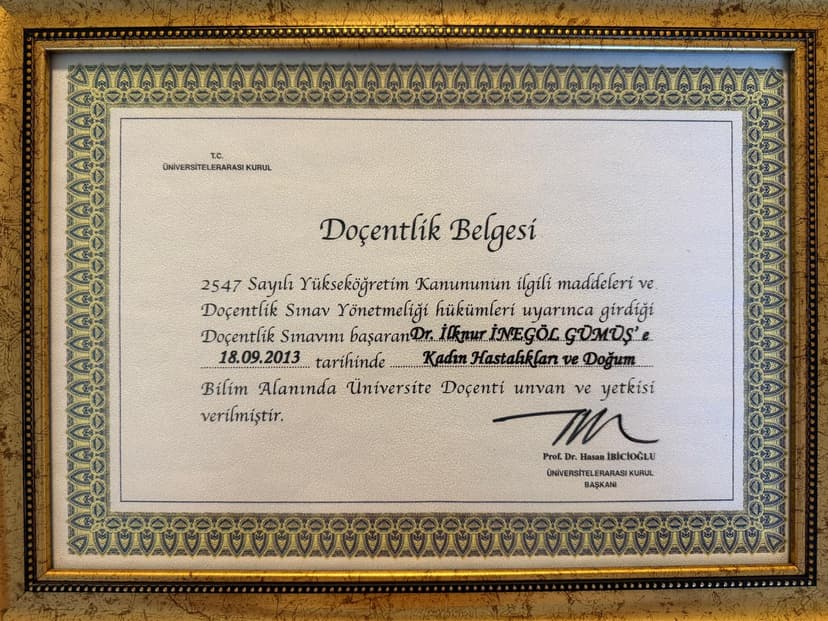 T.C.
ÜNİVERSİTELERARASI KURUL
Doçentlik Belgesi
2547 Sayılı Yükseköğretim Kanununun ilgili maddeleri ve
Doçentlik Sınav Yönetmeliği hükümleri uyarınca girdiği
Doçentlik Sınavını başaran Dr. İlknur İNEGÖL GÜMÜŞ' e
18.09.2013 tarihinde Kadın Hastalıkları ve Doğum
Bilim Alanında Üniversite Doçenti unvan ve yetkisi
verilmiştir.
Prof. Dr. Hasan İBİCİOĞLU
ÜNİVERSİTELERARASI KURUL
BAŞKANI